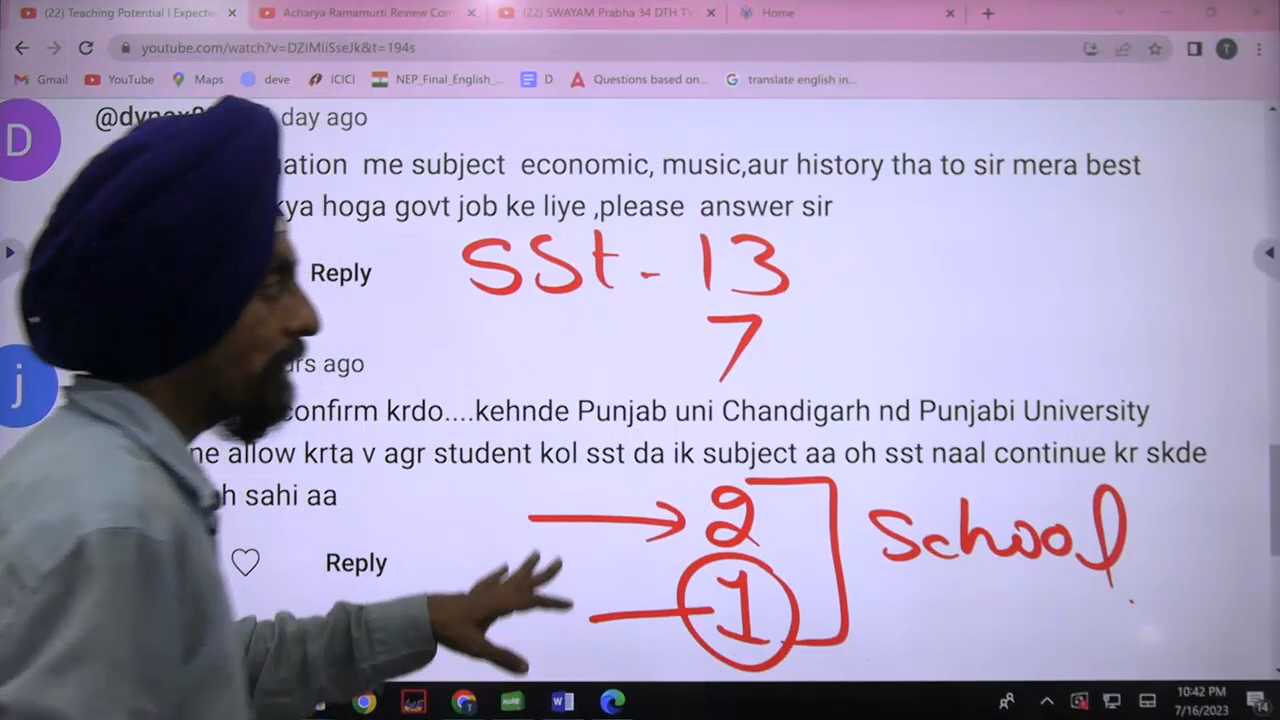 (22) Teaching Potential I Expecte
Acharya Ramamurti Review Com
(22) SWAYAM Prabha 34 DTH Tv
Home
youtube.com/watch?v=DZIMIi5seJk&t=194s
T
Gmail YouTube Maps deve ICICI NEP_Final_English_... D Questions based on... translate english in...
D
day ago
me subject economic, music,aur history tha to sir mera best
kya hoga govt job ke liye ,please answer sir
Reply
SSt - 13
7
j
ago
confirm krdo....kehnde Punjab uni Chandigarh nd Punjabi University
allow krta v agr student kol sst da ik subject aa oh sst naal continue kr skde
sahi aa
2
School
Reply
1
10:42 PM
7/16/2023
14